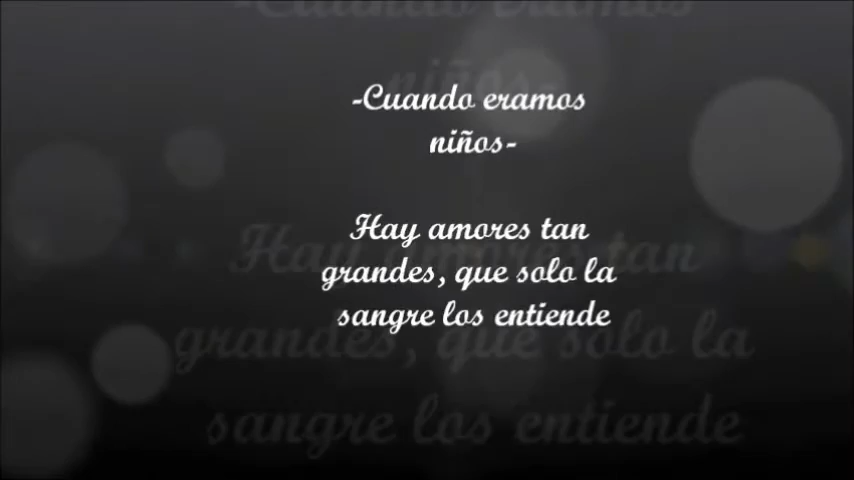 -Cuando eramos
niños-
Hay amores tan
grandes, que solo la
sangre los entiende